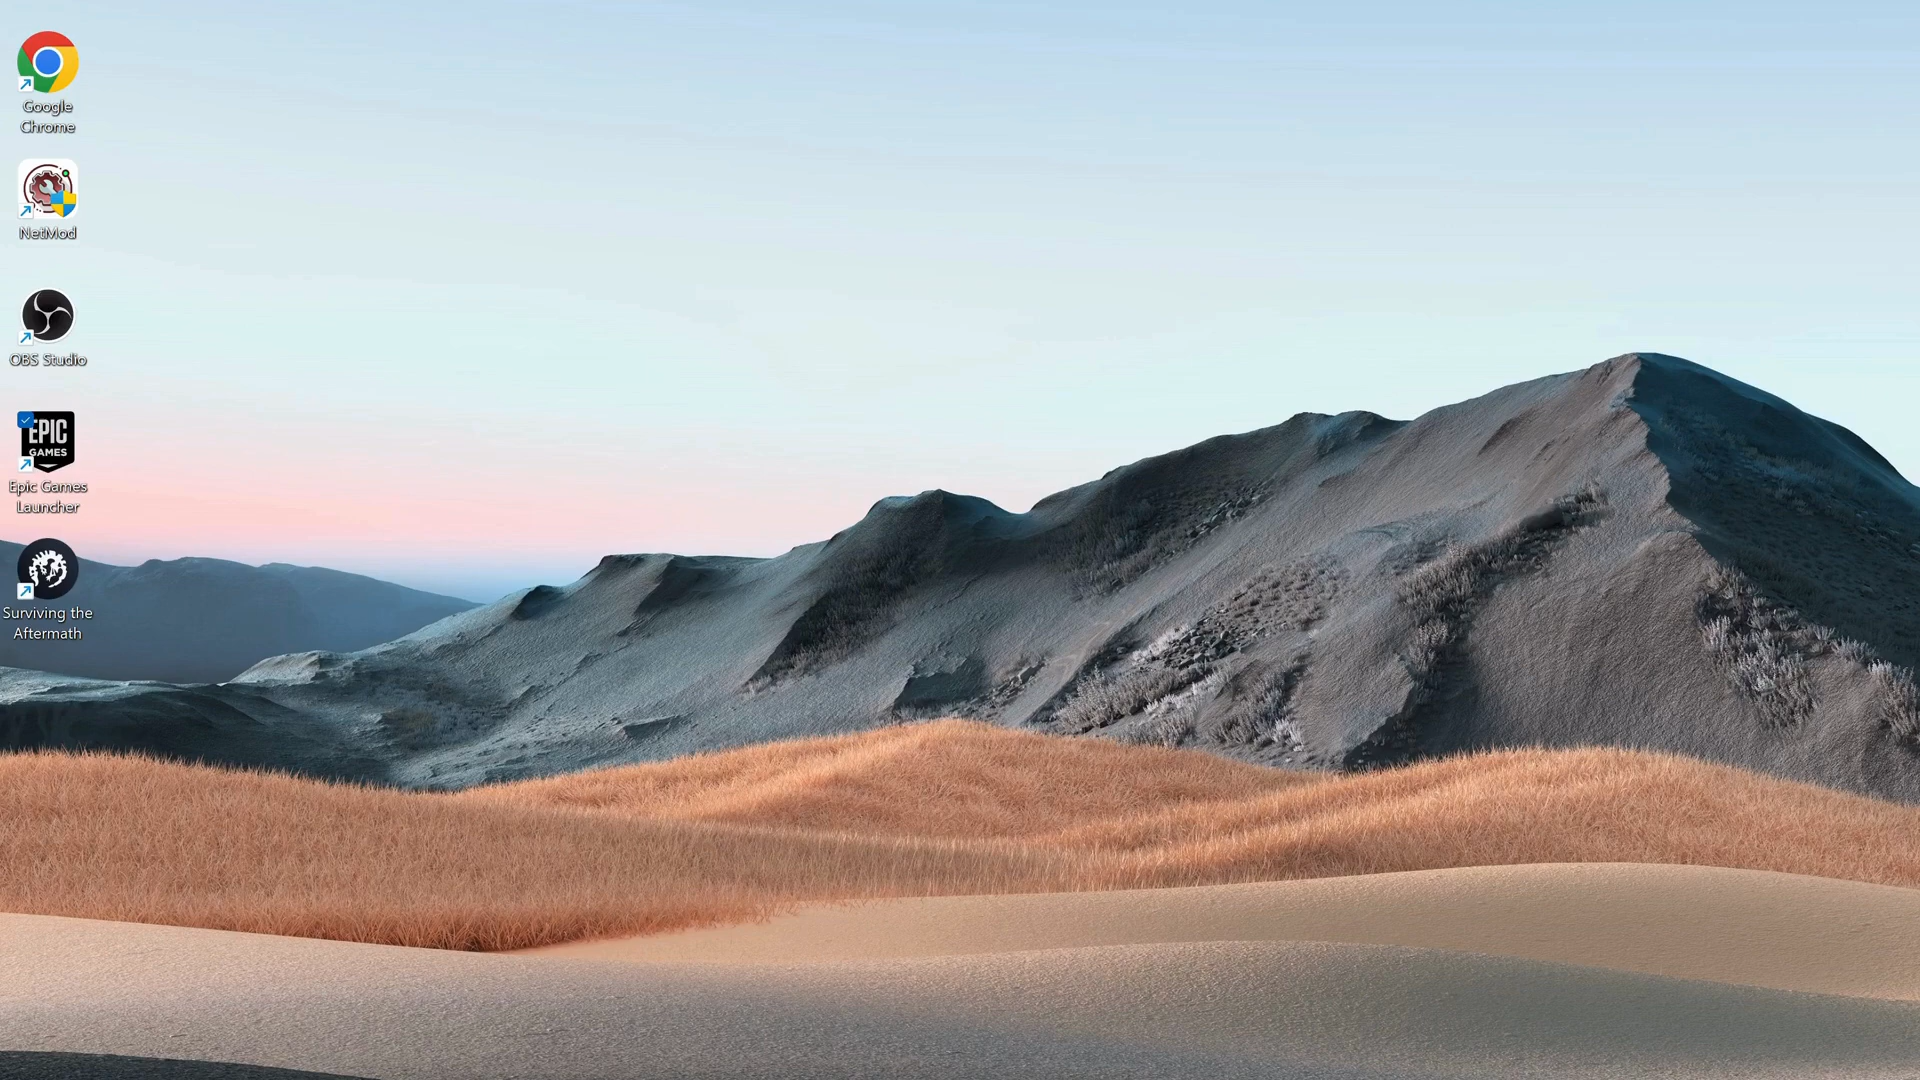 Google
Chrome
NetMod
OBS Studio
EPIC
GAMES
Epic Games
Launcher
Surviving the
Aftermath